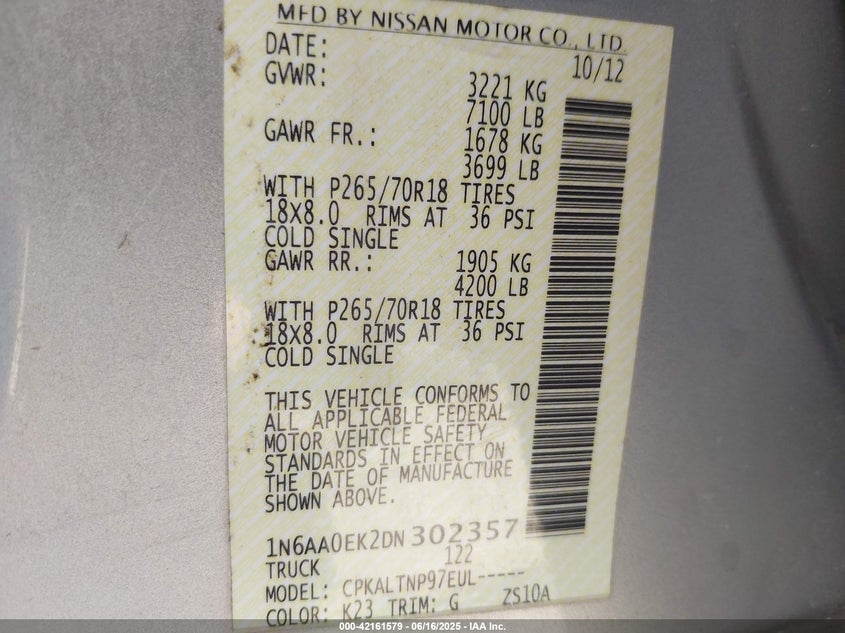 MFD BY NISSAN MOTOR CO., LTD.
DATE: 10/12
GVWR: 3221 KG
7100 LB
GAWR FR.: 1678 KG
3699 LB
WITH P265/70R18 TIRES
18X8.0 RIMS AT 36 PSI
COLD SINGLE
GAWR RR.: 1905 KG
4200 LB
WITH P265/70R18 TIRES
18X8.0 RIMS AT 36 PSI
COLD SINGLE
THIS VEHICLE CONFORMS TO
ALL APPLICABLE FEDERAL
MOTOR VEHICLE SAFETY
STANDARDS IN EFFECT ON
THE DATE OF MANUFACTURE
SHOWN ABOVE.
1N6AA0EK2DN302357
TRUCK 122
MODEL: CPKALTNP97EUL-----
COLOR: K23 TRIM: G ZS10A
000-42161579 - 06/16/2025 - IAA Inc.